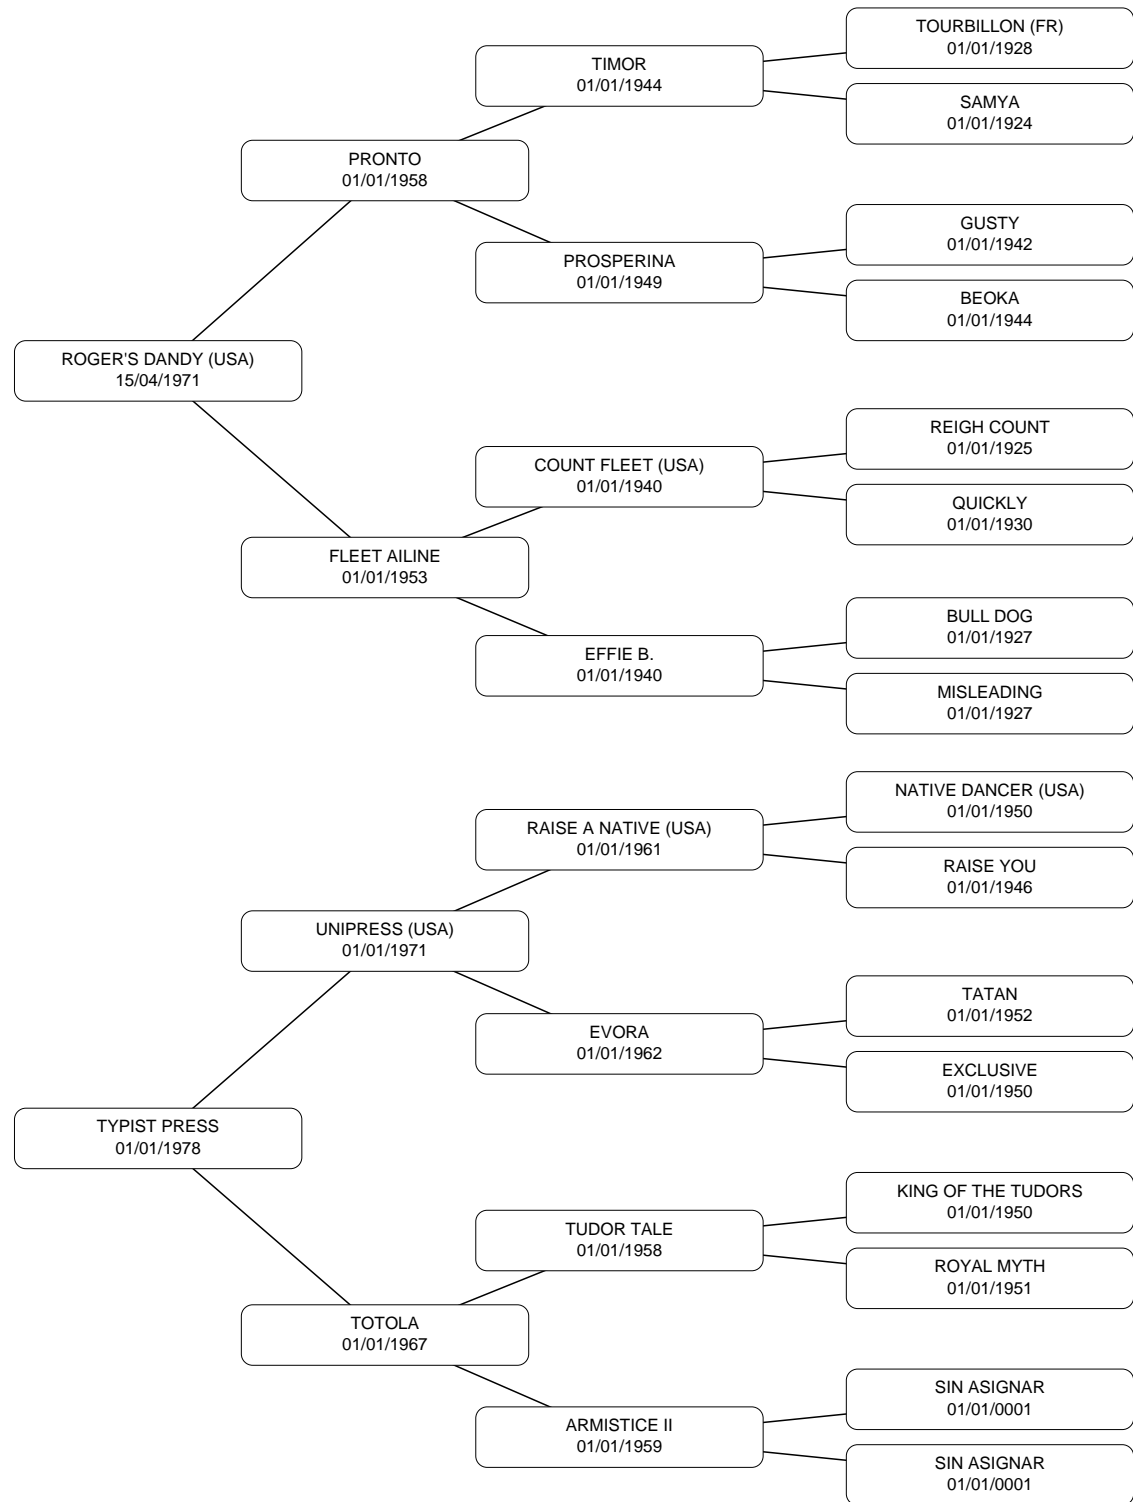 TOURBILLON (FR)
01/01/1928
TIMOR
01/01/1944
SAMYA
01/01/1924
PRONTO
01/01/1958
GUSTY
01/01/1942
PROSPERINA
01/01/1949
BEOKA
01/01/1944
ROGER'S DANDY (USA)
15/04/1971
REIGH COUNT
01/01/1925
COUNT FLEET (USA)
01/01/1940
QUICKLY
01/01/1930
FLEET AILINE
01/01/1953
BULL DOG
01/01/1927
EFFIE B.
01/01/1940
MISLEADING
01/01/1927
NATIVE DANCER (USA)
01/01/1950
RAISE A NATIVE (USA)
01/01/1961
RAISE YOU
01/01/1946
UNIPRESS (USA)
01/01/1971
TATAN
01/01/1952
EVORA
01/01/1962
EXCLUSIVE
01/01/1950
TYPIST PRESS
01/01/1978
KING OF THE TUDORS
01/01/1950
TUDOR TALE
01/01/1958
ROYAL MYTH
01/01/1951
TOTOLA
01/01/1967
SIN ASIGNAR
01/01/0001
ARMISTICE II
01/01/1959
SIN ASIGNAR
01/01/0001